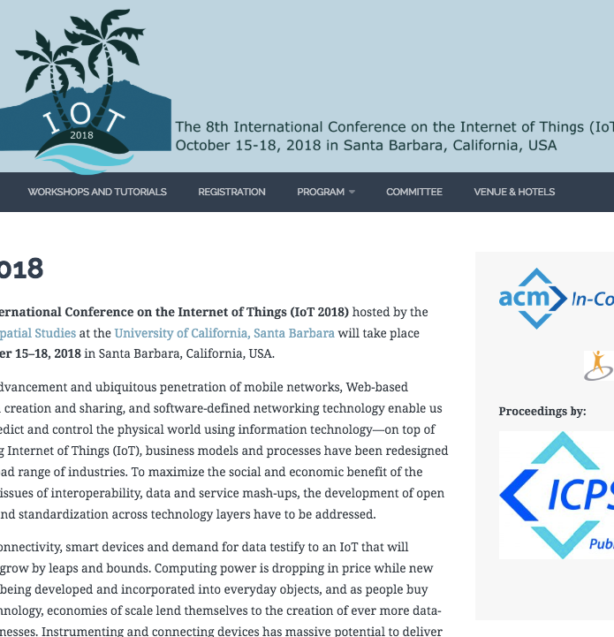 IOT
2018
The 8th International Conference on the Internet of Things (IoT
October 15-18, 2018 in Santa Barbara, California, USA
WORKSHOPS AND TUTORIALS REGISTRATION PROGRAM COMMITTEE VENUE & HOTELS
018
ernational Conference on the Internet of Things (IoT 2018) hosted by the
patial Studies at the University of California, Santa Barbara will take place
er 15–18, 2018 in Santa Barbara, California, USA.
dvancement and ubiquitous penetration of mobile networks, Web-based
creation and sharing, and software-defined networking technology enable us
edict and control the physical world using information technology—on top of
g Internet of Things (IoT), business models and processes have been redesigned
ad range of industries. To maximize the social and economic benefit of the
issues of interoperability, data and service mash-ups, the development of open
nd standardization across technology layers have to be addressed.
onnectivity, smart devices and demand for data testify to an IoT that will
grow by leaps and bounds. Computing power is dropping in price while new
being developed and incorporated into everyday objects, and as people buy
hnology, economies of scale lend themselves to the creation of ever more data-
nesses. Instrumenting and connecting devices has massive potential to deliver
acm In-Co
Proceedings by:
ICPS
Pub